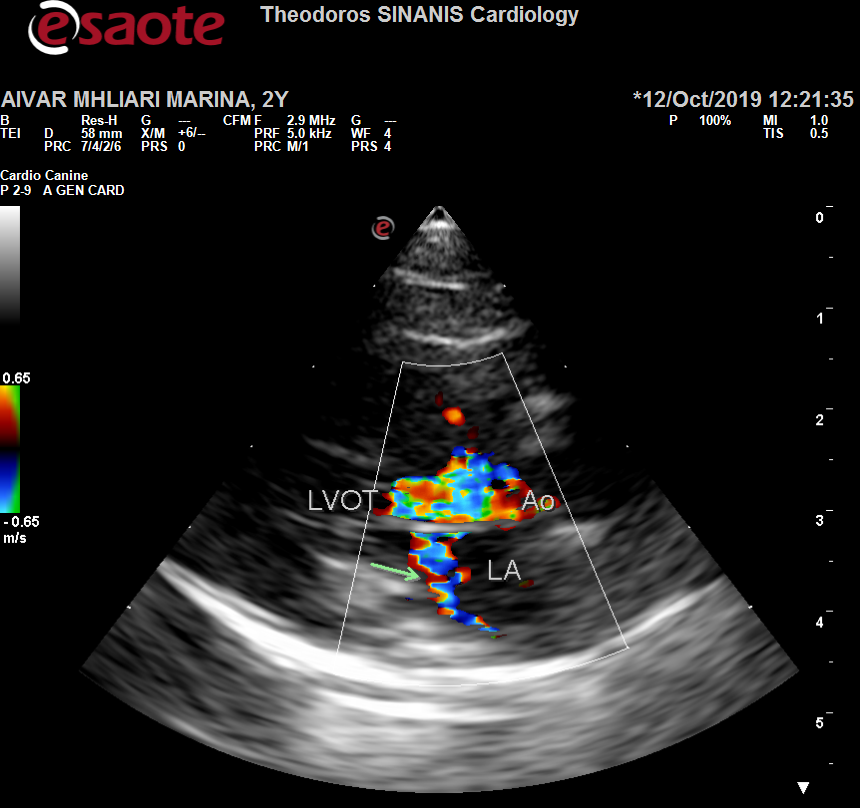 esaote
Theodoros SINANIS Cardiology
AIVAR MHLIARI MARINA, 2Y *12/Oct/2019 12:21:35
B Res-H G --- CFM F 2.9 MHz G --- P 100% MI 1.0
TEI D 58 mm X/M +6/-- PRF 5.0 kHz WF 4 TIS 0.5
PRC 7/4/2/6 PRS 0 PRC M/1 PRS 4
Cardio Canine
P 2-9 A GEN CARD
e
0
1
0.65
2
LVOT Ao
3
- 0.65
m/s
LA
4
5